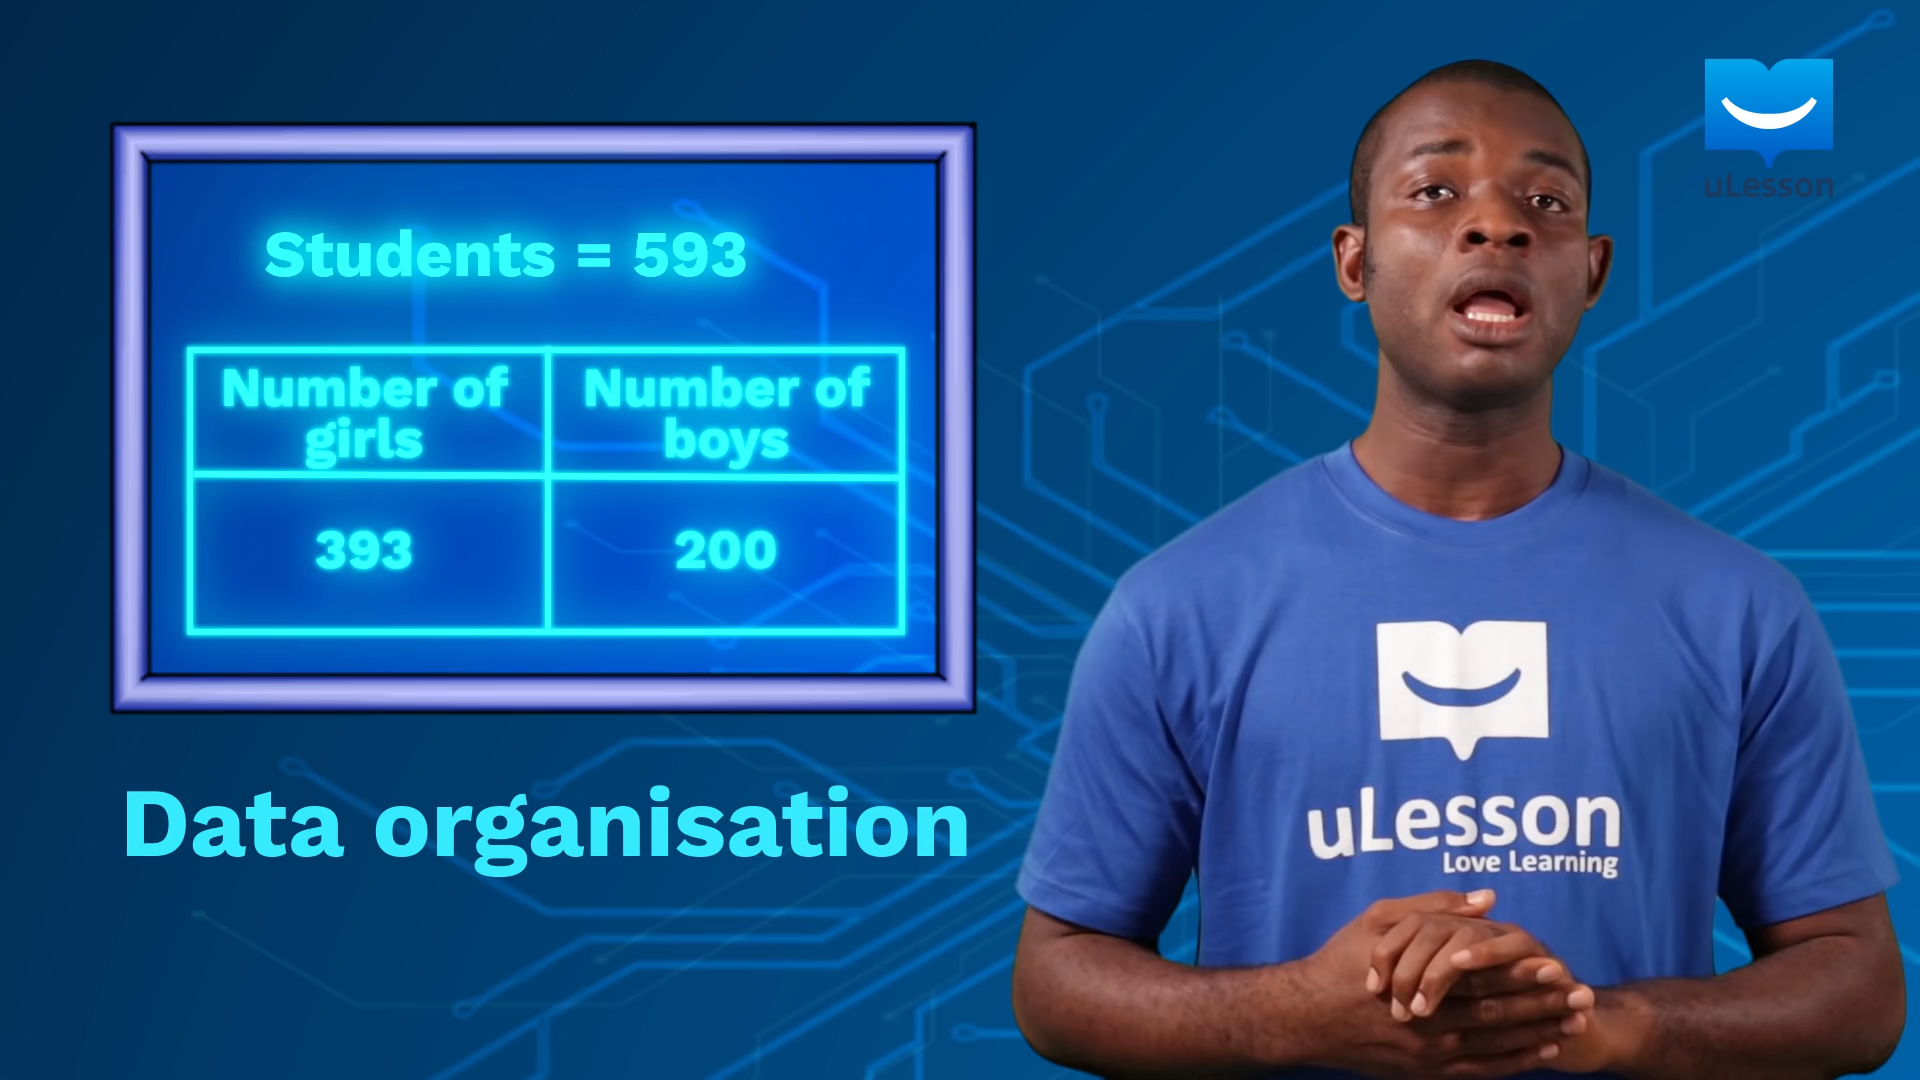 uLesson
Students = 593
Number of girls
Number of boys
393
200
Data organisation
uLesson
Love Learning